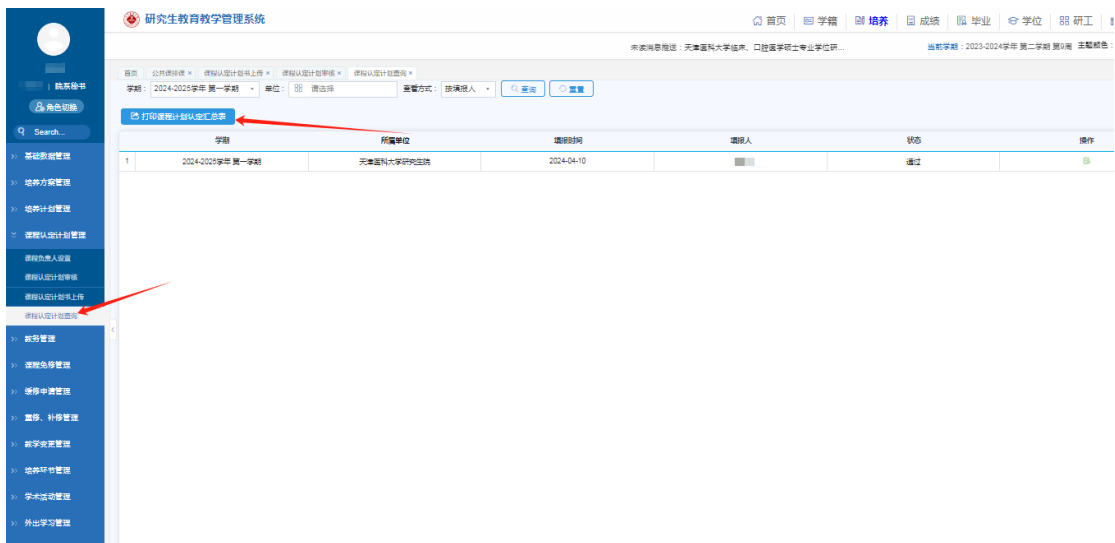 研究生教育教学管理系统
首页 学籍 培养 成绩 毕业 学位 研工
未读消息推送：天津医科大学临床、口腔医学硕士专业学位研...
当前学期：2023-2024学年 第二学期 第9周 主题颜色：
| 院系秘书
角色切换
Search...
基础数据管理
培养方案管理
培养计划管理
课程认定计划管理
课程负责人设置
课程认定计划审核
课程认定计划书上传
课程认定计划查询
教务管理
课程免修管理
缓修申请管理
重修、补修管理
教学变更管理
培养环节管理
学术活动管理
外出学习管理
首页 公共课排课 × 课程认定计划书上传 × 课程认定计划审核 × 课程认定计划查询 ×
学期：2024-2025学年 第一学期 单位：请选择 查看方式：按填报人 查询 重置
打印课程计划认定汇总表
学期 所属单位 填报时间 填报人 状态 操作
1 2024-2025学年 第一学期 天津医科大学研究生院 2024-04-10 通过